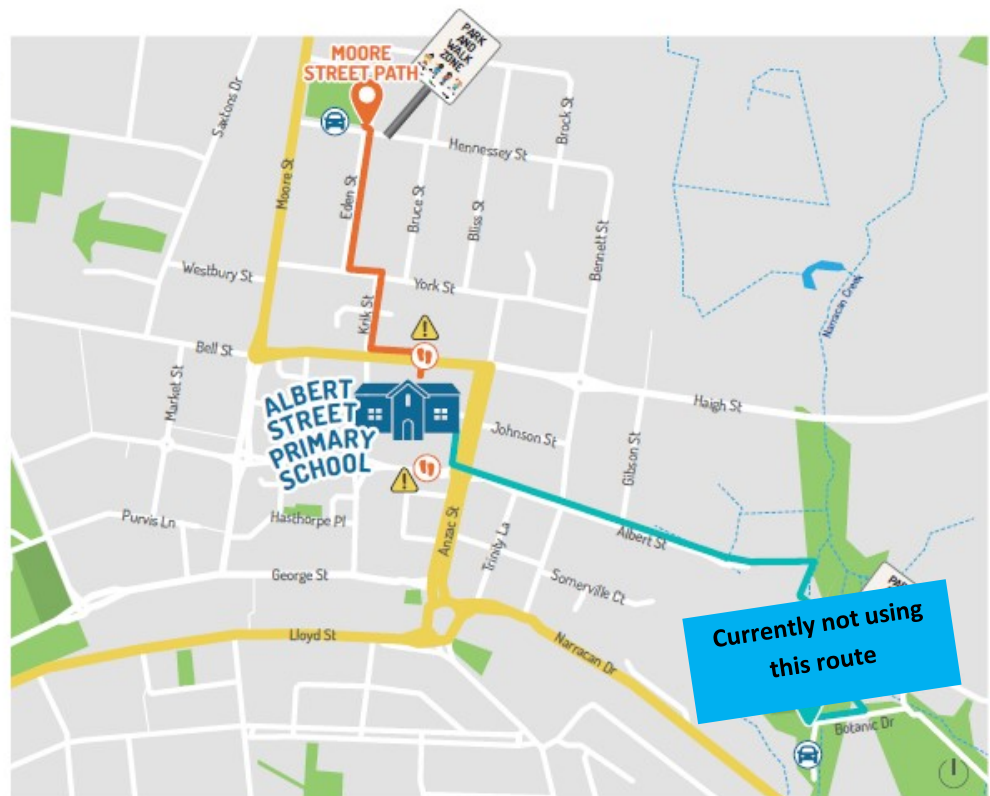 PARK
AND
WALK
ZONE
MOORE
STREET PATH
Saxtons Dr
Brock St
Hennessey St
Moore St
Eden St
Bruce St
Bliss St
Bennett St
Westbury St
York St
Narracan Creek
Krik St
Bell St
Market St
Haigh St
ALBERT
STREET
PRIMARY
SCHOOL
Johnson St
Gibson St
Purvis Ln
Hasthorpe Pl
Anzac St
Trinity La
Albert St
George St
Somerville Ct
Lloyd St
Narracan Dr
Currently not using
this route
Botanic Dr